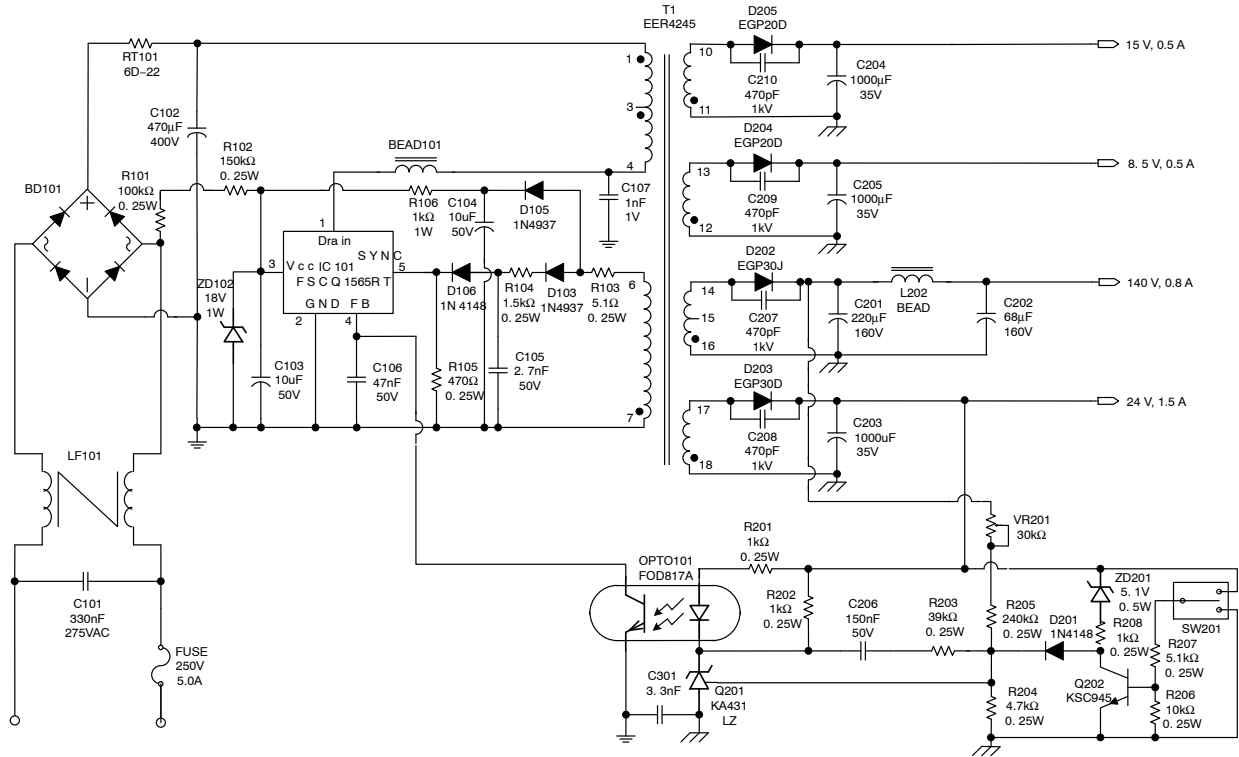 T1
EER4245
D205
EGP20D
15 V, 0.5 A
RT101
6D-22
1
10
C210
470pF
1kV
C204
1000µF
35V
3
11
C102
470µF
400V
R102
150kΩ
0. 25W
BEAD101
D204
EGP20D
8. 5 V, 0.5 A
4
13
C209
470pF
1kV
C205
1000µF
35V
BD101
R101
100kΩ
0. 25W
R106
1kΩ
1W
C104
10uF
50V
D105
1N4937
C107
1nF
1V
12
1
Dra in
S Y N C
3
V c c IC 101
F S C Q 1565R T
5
G N D F B
2
4
ZD102
18V
1W
D106
1N 4148
R104
1.5kΩ
0. 25W
D103
1N4937
R103
5.1Ω
0. 25W
6
D202
EGP30J
140 V, 0.8 A
14
15
16
C207
470pF
1kV
C201
220µF
160V
L202
BEAD
C202
68µF
160V
C103
10uF
50V
C106
47nF
50V
R105
470Ω
0. 25W
C105
2. 7nF
50V
7
D203
EGP30D
24 V, 1.5 A
17
C208
470pF
1kV
C203
1000uF
35V
18
LF101
VR201
30kΩ
C101
330nF
275VAC
FUSE
250V
5.0A
OPTO101
FOD817A
R201
1kΩ
0. 25W
R202
1kΩ
0. 25W
C206
150nF
50V
R203
39kΩ
0. 25W
R205
240kΩ
0. 25W
D201
1N4148
ZD201
5. 1V
0. 5W
R208
1kΩ
0. 25W
SW201
R207
5.1kΩ
0. 25W
C301
3. 3nF
Q201
KA431
LZ
R204
4.7kΩ
0. 25W
Q202
KSC945
R206
10kΩ
0. 25W